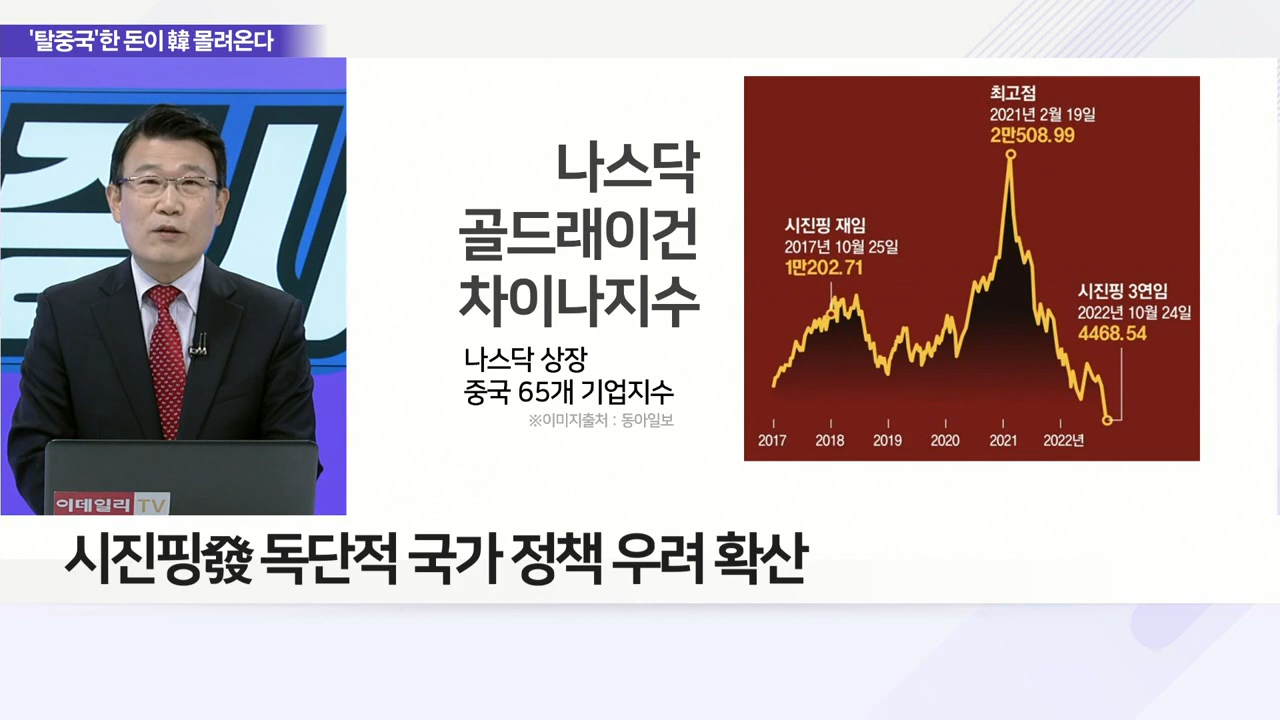 '탈중국'한 돈이 韓 몰려온다
나스닥
골드래이건
차이나지수
나스닥 상장
중국 65개 기업지수
※이미지출처 : 동아일보
최고점
2021년 2월 19일
2만508.99
시진핑 재임
2017년 10월 25일
1만202.71
시진핑 3연임
2022년 10월 24일
4468.54
2017 2018 2019 2020 2021 2022년
이데일리 TV
시진핑發 독단적 국가 정책 우려 확산